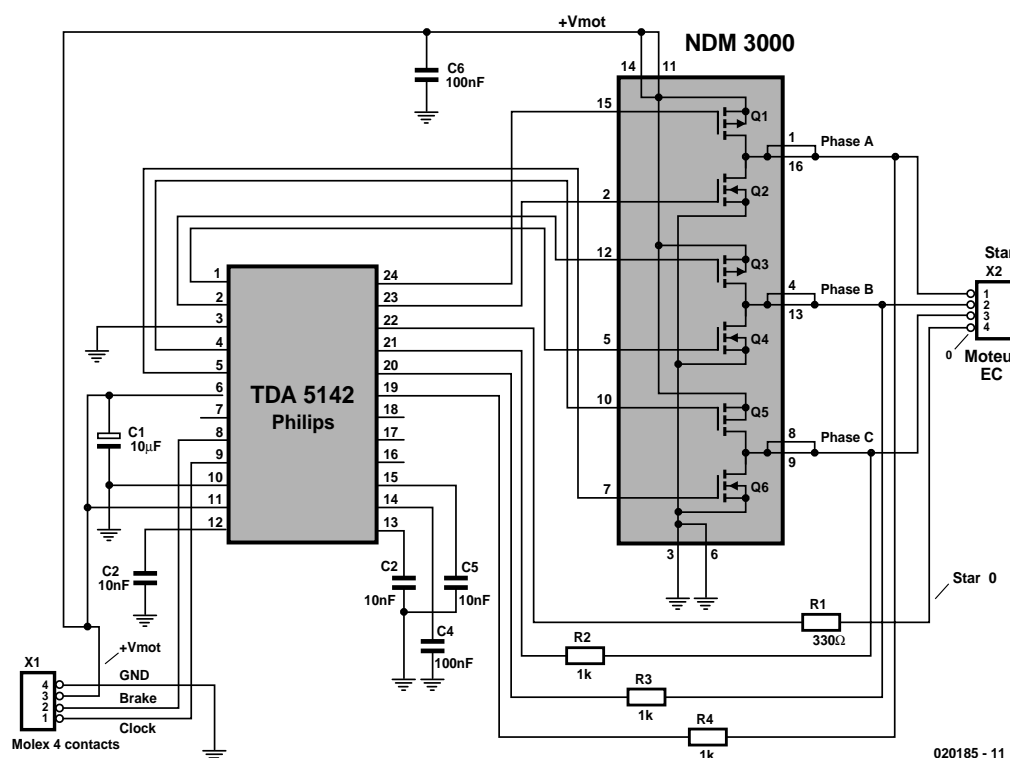 +Vmot
NDM 3000
C6
100nF
14 11
15
Q1
1
Phase A
16
2
Q2
12
Q3
4
Phase B
13
5
Q4
10
Q5
8
Phase C
9
7
Q6
3 6
TDA 5142
Philips
1
2
3
4
5
6
7
8
9
10
11
12
24
23
22
21
20
19
18
17
16
15
14
13
C1
10µF
C2
10nF
C2
10nF
C5
10nF
C4
100nF
Star
X2
1
2
3
4
0
Moteu
EC
Star 0
R1
330Ω
R2
1k
R3
1k
R4
1k
+Vmot
X1
4
3
2
1
GND
Brake
Clock
Molex 4 contacts
020185 - 11